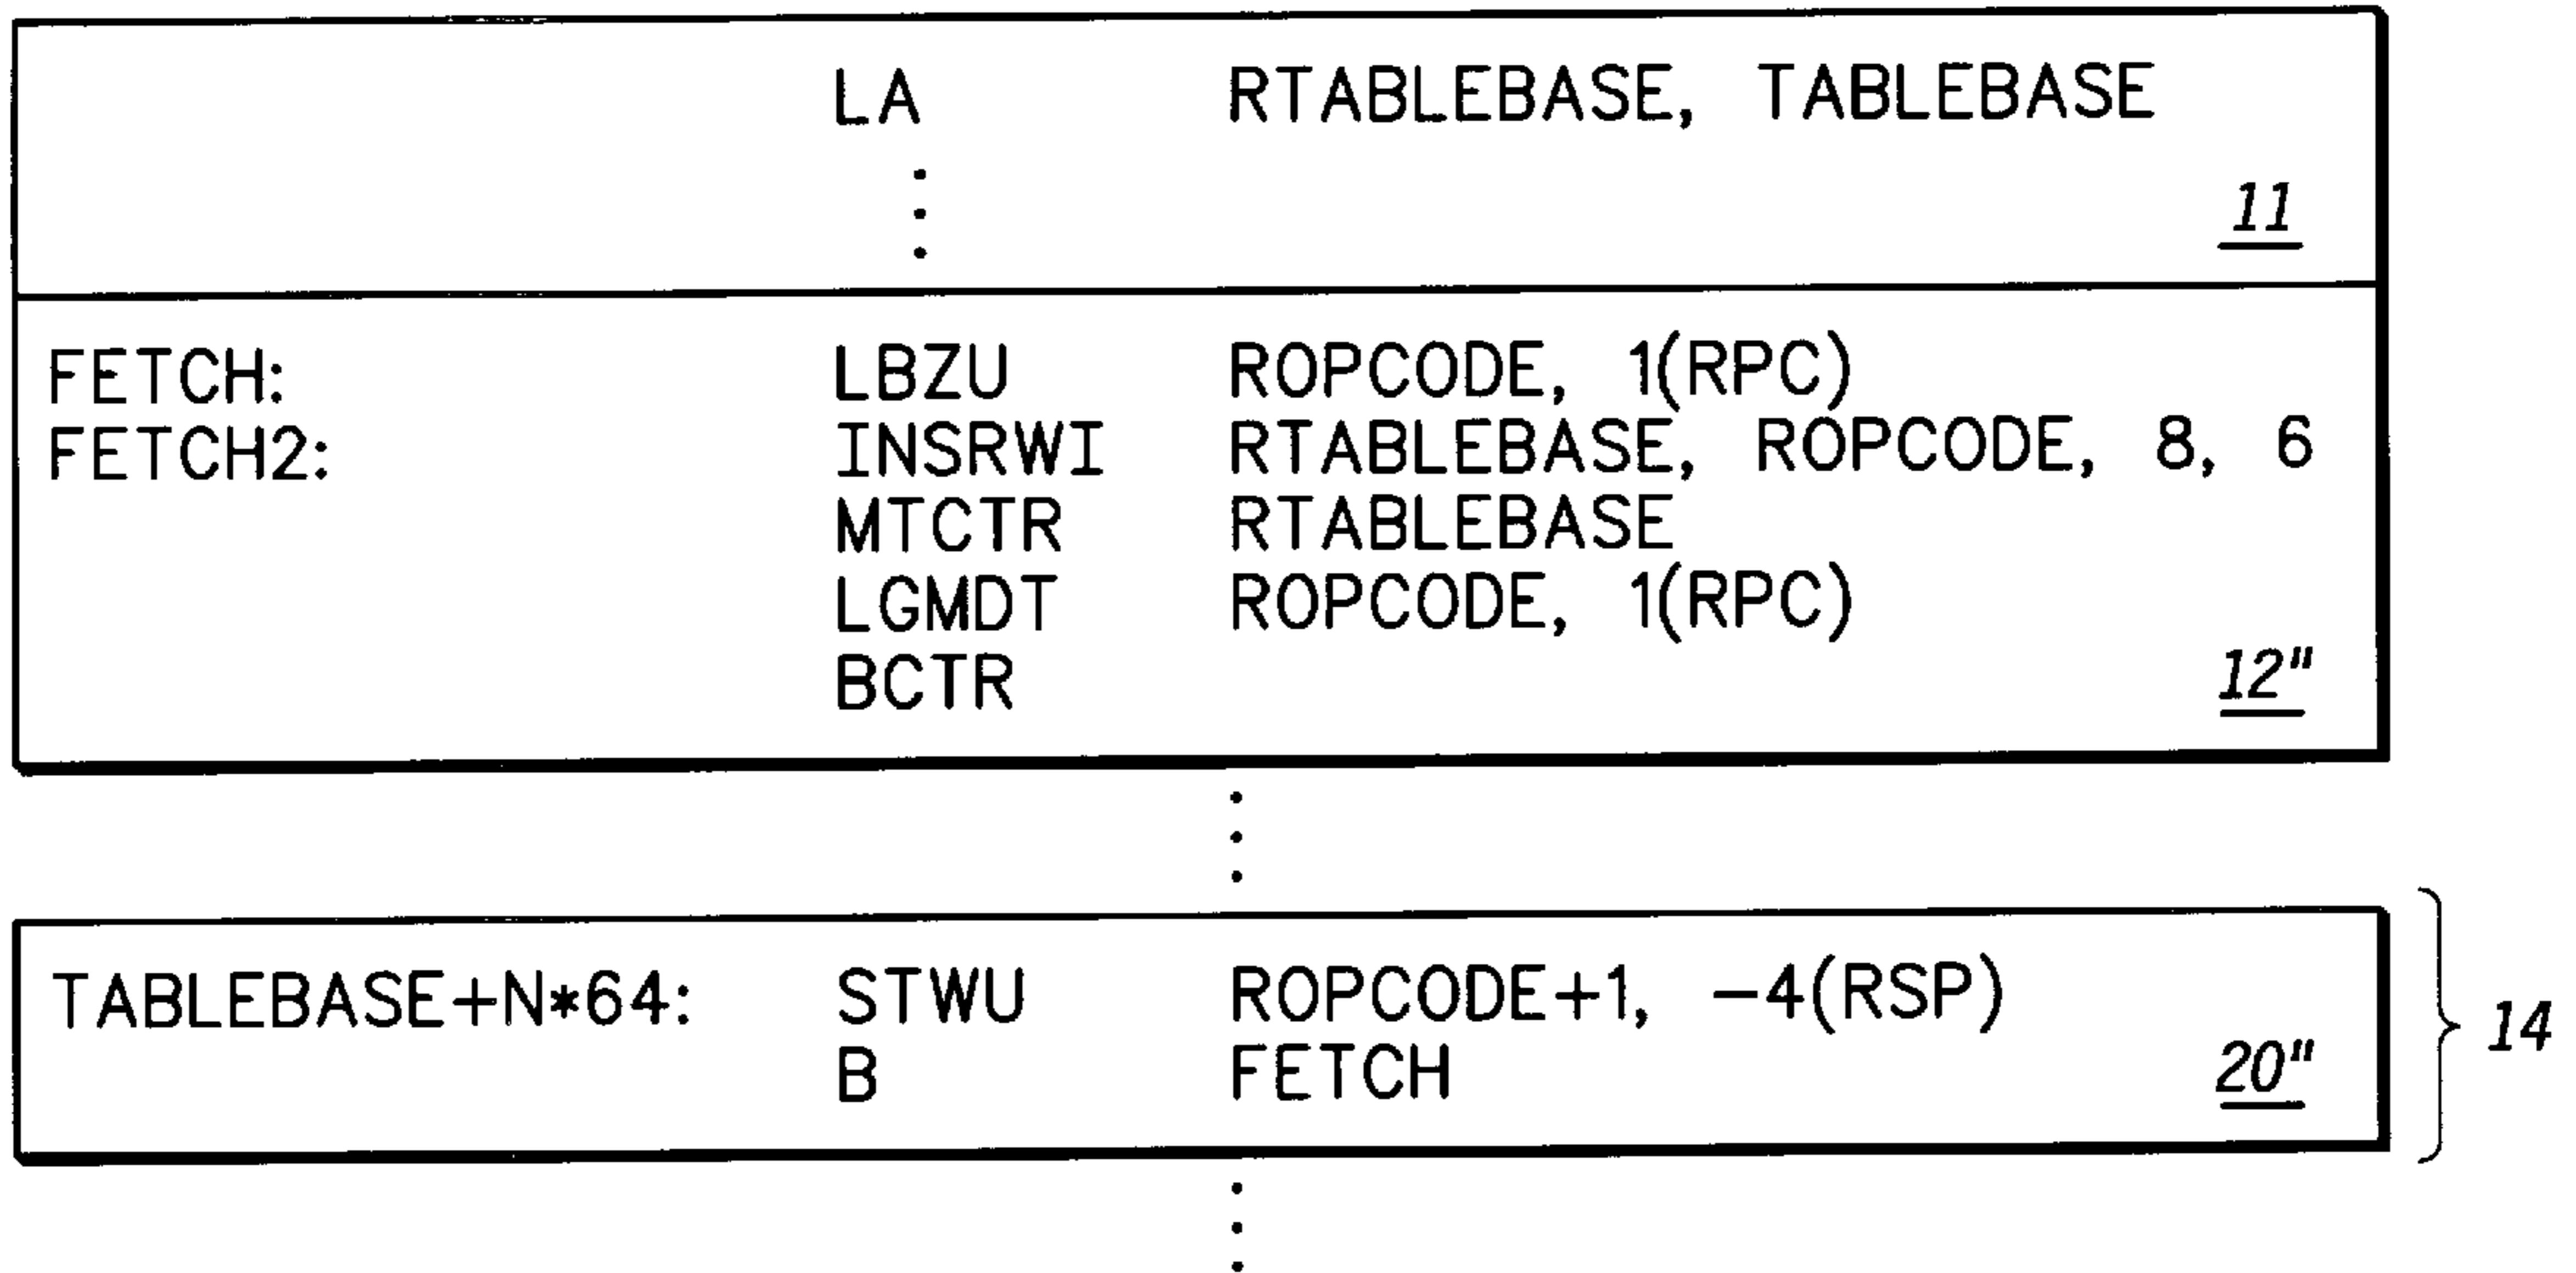 LA RTABLEBASE, TABLEBASE
11
FETCH: LBZU ROPCODE, 1(RPC)
FETCH2: INSRWI RTABLEBASE, ROPCODE, 8, 6
MTCTR RTABLEBASE
LGMDT ROPCODE, 1(RPC)
BCTR
12"
TABLEBASE+N*64: STWU ROPCODE+1, -4(RSP)
B FETCH
20"
14